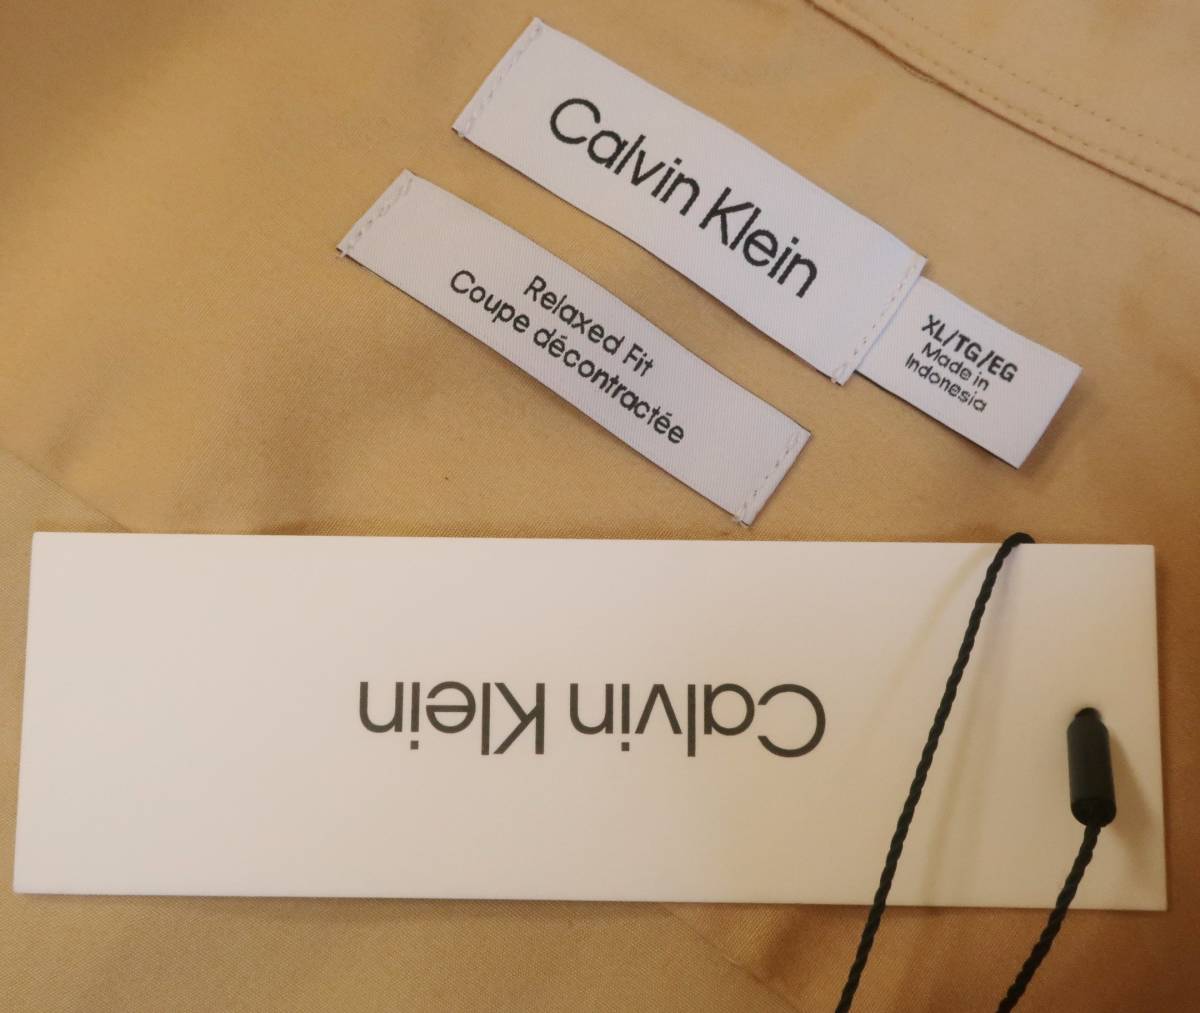 Calvin Klein
XL/TG/EG
Made in
Indonesia
Relaxed Fit
Coupe décontractée
Calvin Klein